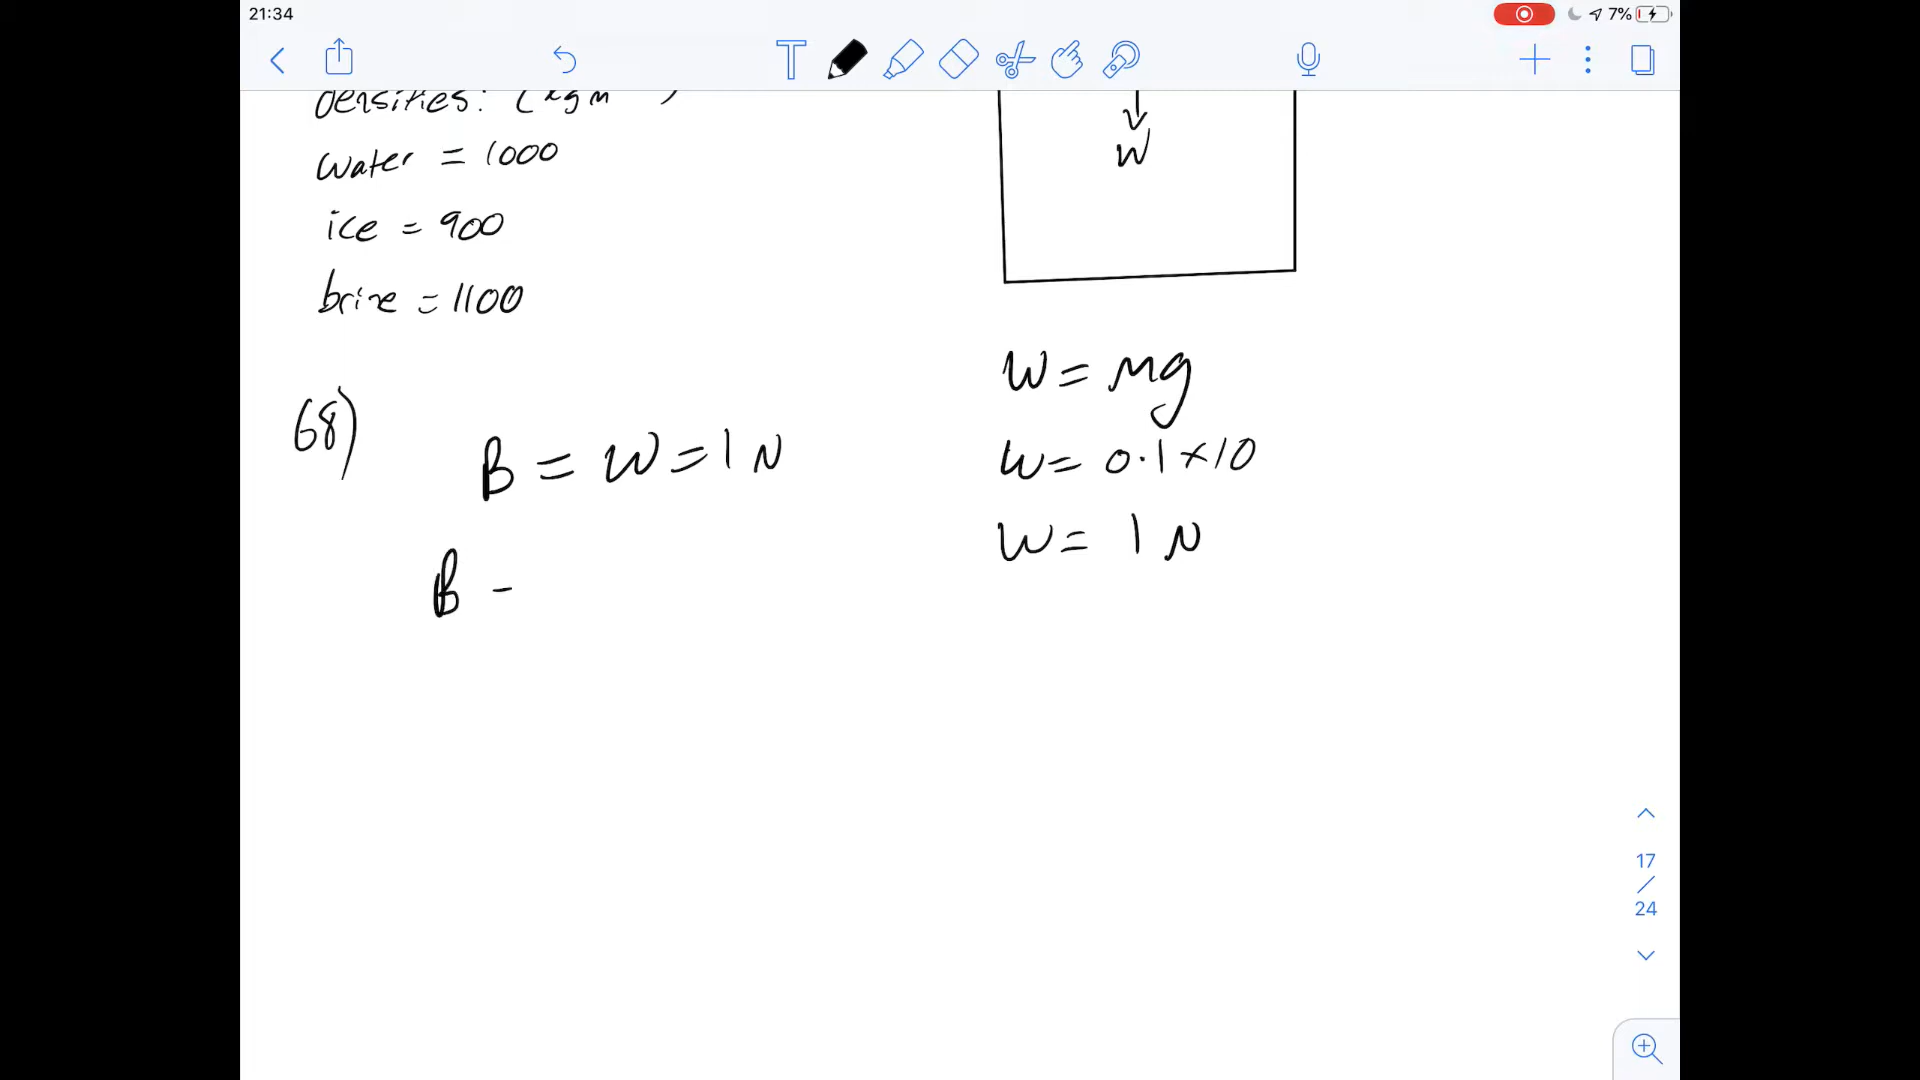 21:34
7%
T
densities: (kgm )
water = 1000
ice = 900
brine = 1100
W
68)
B = W = 1 N
B -
W = mg
W = 0.1 × 10
W = 1 N
17
/
24